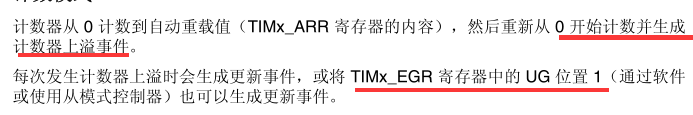 计数器从 0 计数到自动重载值（TIMx_ARR 寄存器的内容），然后重新从 0 开始计数并生成
计数器上溢事件。
每次发生计数器上溢时会生成更新事件，或将 TIMx_EGR 寄存器中的 UG 位置 1（通过软件
或使用从模式控制器）也可以生成更新事件。